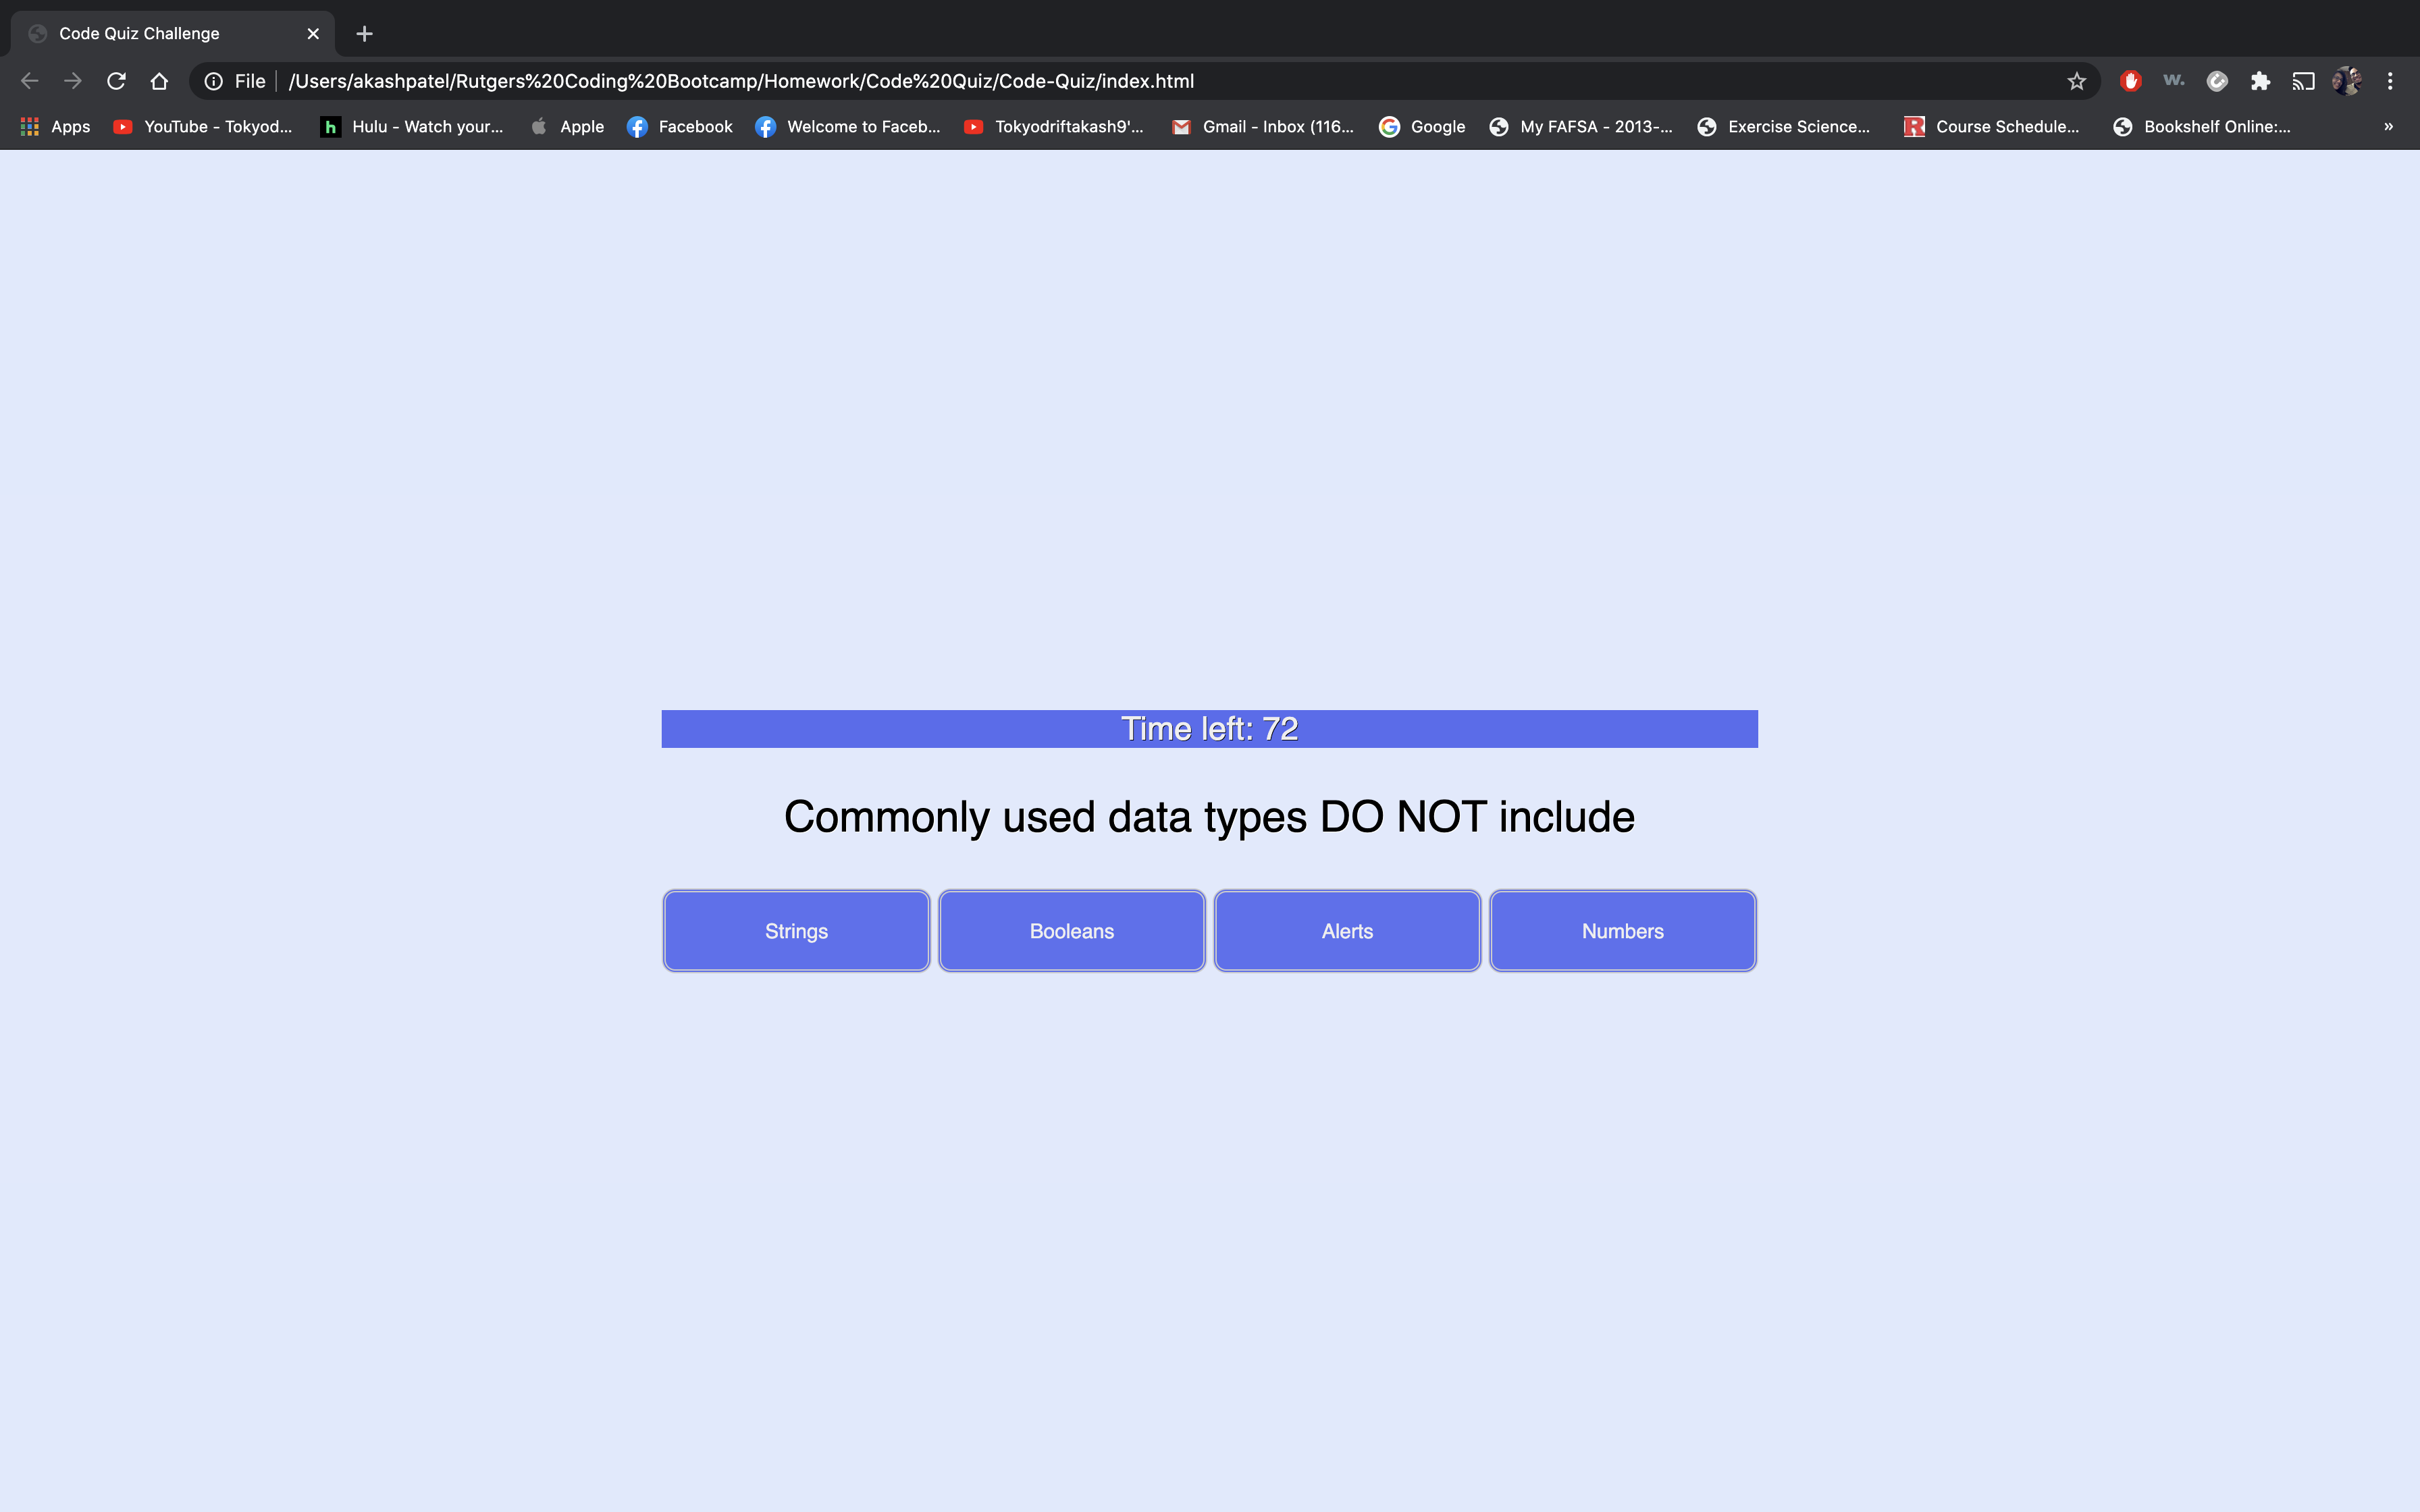 Code Quiz Challenge
File /Users/akashpatel/Rutgers%20Coding%20Bootcamp/Homework/Code%20Quiz/Code-Quiz/index.html
w.
Apps YouTube - Tokyod... h Hulu - Watch your... Apple Facebook Welcome to Faceb... Tokyodriftakash9'... Gmail - Inbox (116... Google My FAFSA - 2013-... Exercise Science... R Course Schedule... Bookshelf Online:... »
Time left: 72
Commonly used data types DO NOT include
Strings Booleans Alerts Numbers